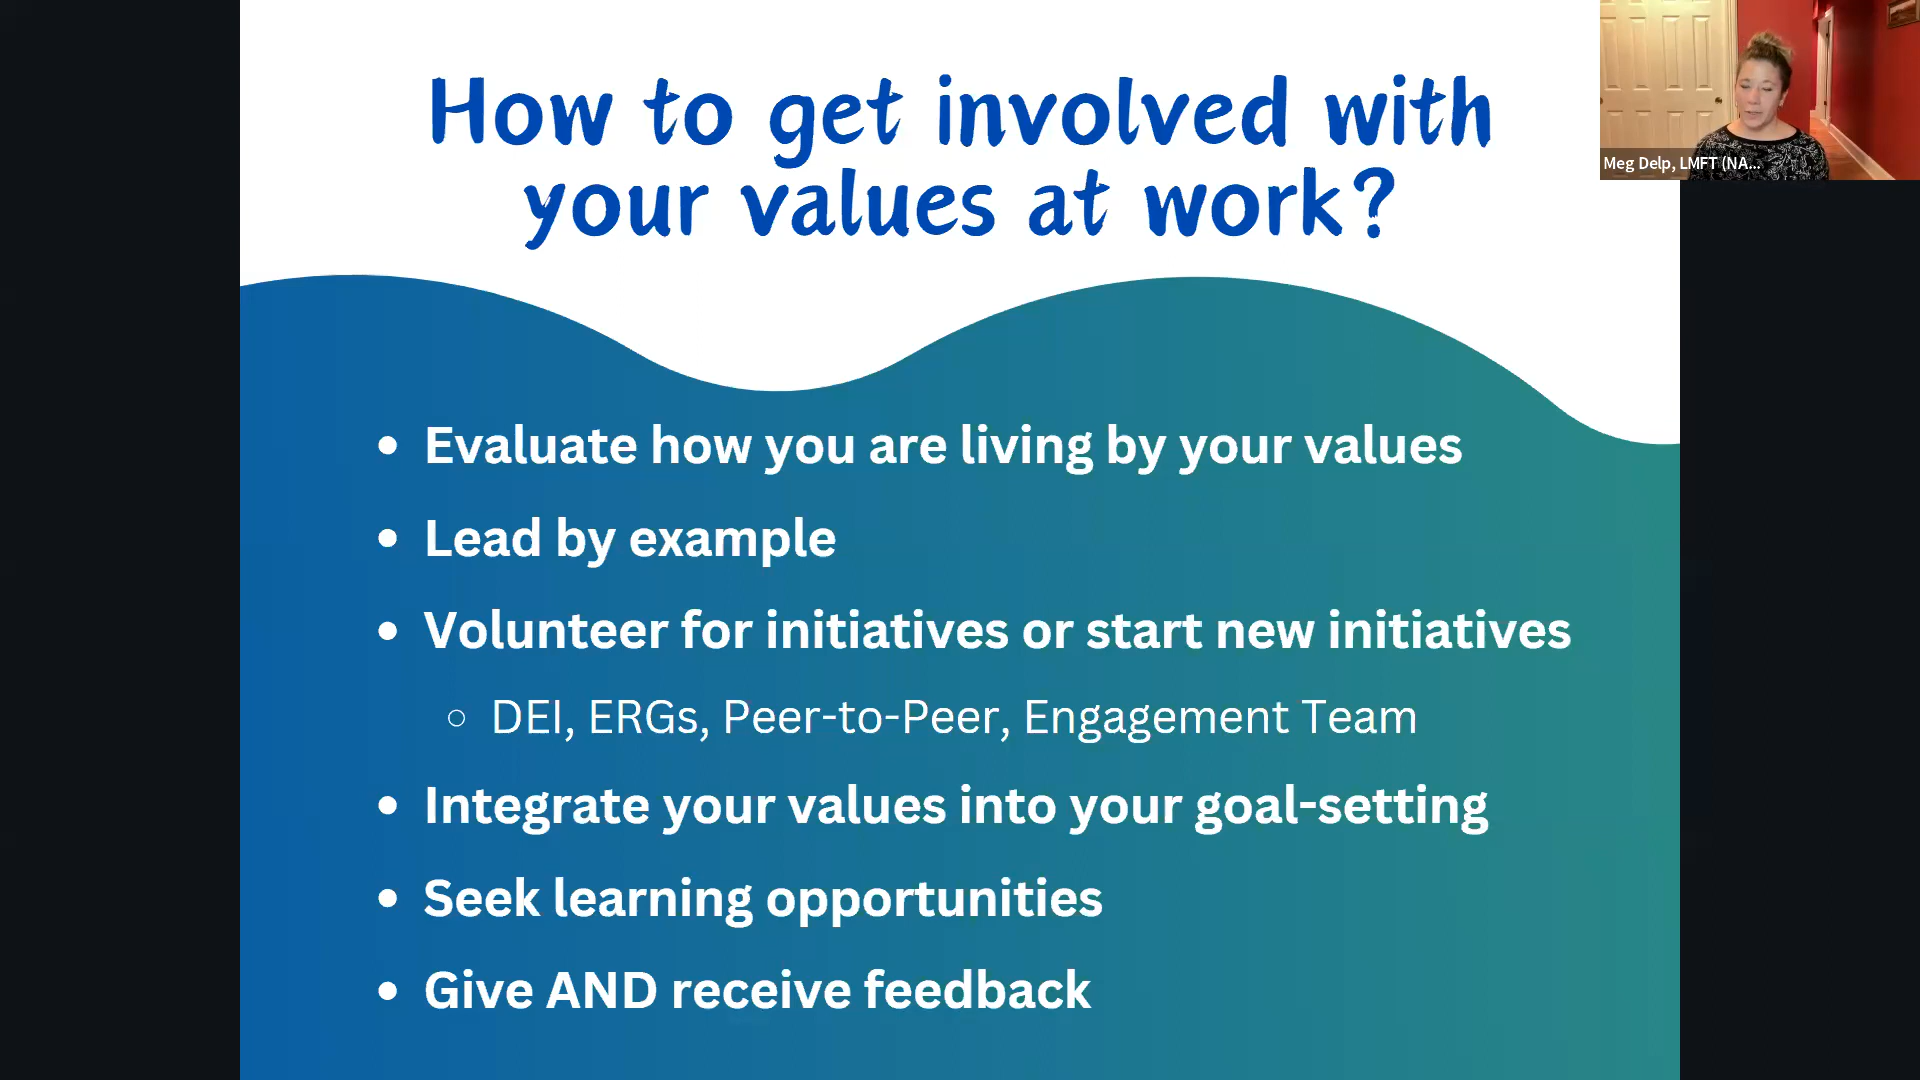 How to get involved with
your values at work?
Meg Delp, LMFT (NA...
• Evaluate how you are living by your values
• Lead by example
• Volunteer for initiatives or start new initiatives
◦ DEI, ERGs, Peer-to-Peer, Engagement Team
• Integrate your values into your goal-setting
• Seek learning opportunities
• Give AND receive feedback